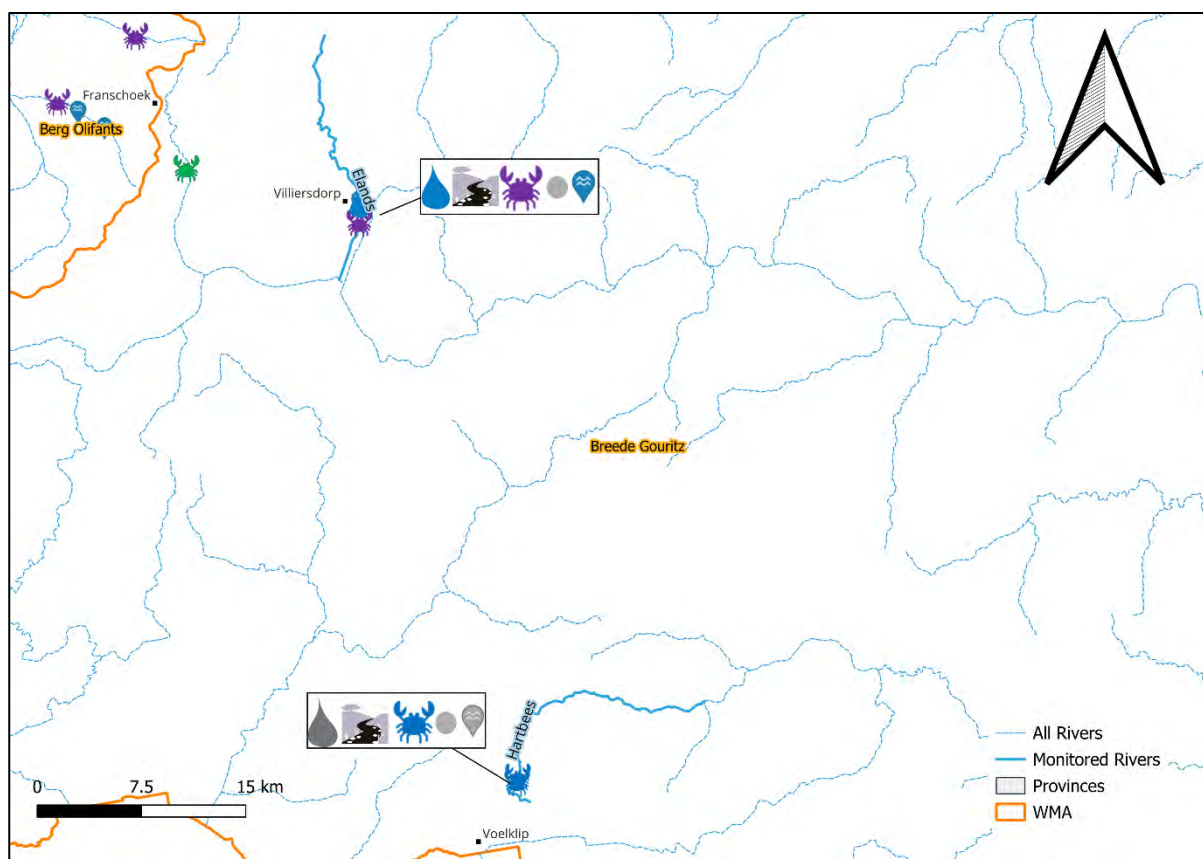 Franschoek
Berg Olifants
Villiersdorp
Elands
Breede Gouritz
Hartbees
0 7.5 15 km
Voelklip
All Rivers
Monitored Rivers
Provinces
WMA